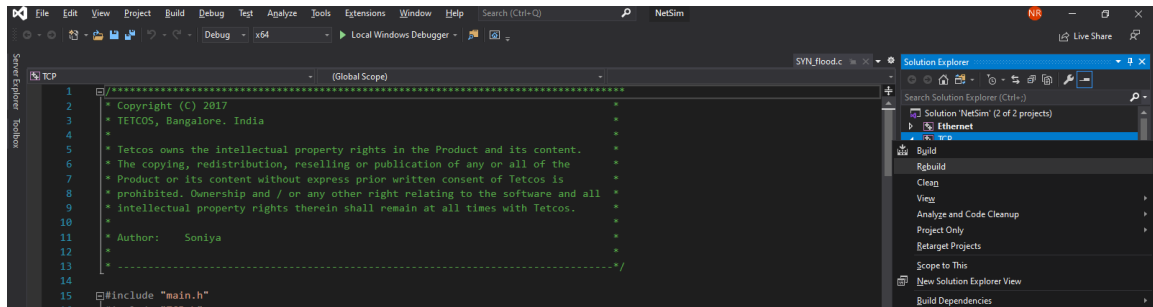 File Edit View Project Build Debug Test Analyze Tools Extensions Window Help Search (Ctrl+Q) NetSim NR
Debug x64 Local Windows Debugger Live Share
Server Explorer
Toolbox
SYN_flood.c
TCP (Global Scope)
1 /*************************************************************************************
2 * Copyright (C) 2017 *
3 * TETCOS, Bangalore. India *
4 * *
5 * Tetcos owns the intellectual property rights in the Product and its content. *
6 * The copying, redistribution, reselling or publication of any or all of the *
7 * Product or its content without express prior written consent of Tetcos is *
8 * prohibited. Ownership and / or any other right relating to the software and all *
9 * intellectual property rights therein shall remain at all times with Tetcos. *
10 * *
11 * Author: Soniya *
12 * *
13 * ---------------------------------------------------------------------------------*/
14
15 #include "main.h"
Solution Explorer
Search Solution Explorer (Ctrl+;)
Solution 'NetSim' (2 of 2 projects)
Ethernet
TCP
Build
Rebuild
Clean
View
Analyze and Code Cleanup
Project Only
Retarget Projects
Scope to This
New Solution Explorer View
Build Dependencies